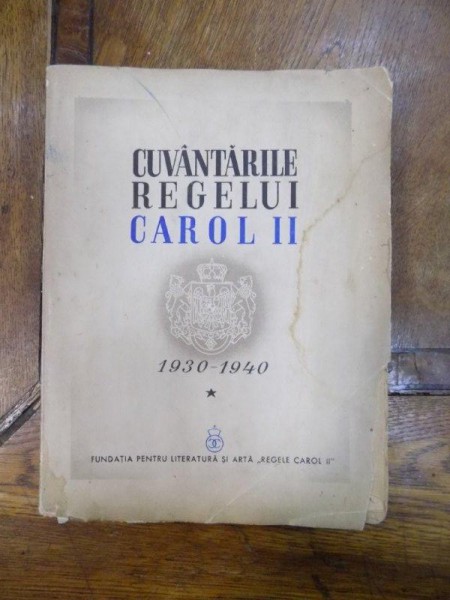 CUVÂNTĂRILE
REGELUI
CAROL II
1930-1940
FUNDAȚIA PENTRU LITERATURĂ ȘI ARTĂ „REGELE CAROL II"